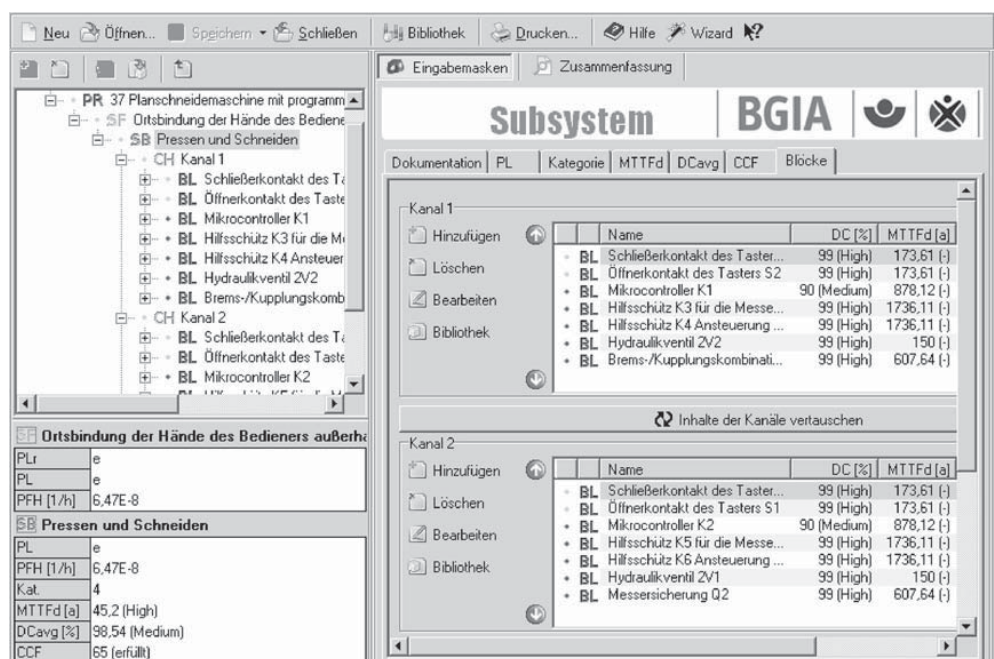 Neu Öffnen... Speichern Schließen Bibliothek Drucken... Hilfe Wizard
Eingabemasken Zusammenfassung
PR 37 Planschneidemaschine mit programm
SF Ortsbindung der Hände des Bediene
SB Pressen und Schneiden
CH Kanal 1
BL Schließerkontakt des Ta
BL Öffnerkontakt des Taste
BL Mikrocontroller K1
BL Hilfsschütz K3 für die Me
BL Hilfsschütz K4 Ansteuer
BL Hydraulikventil 2V2
BL Brems-/Kupplungskomb
CH Kanal 2
BL Schließerkontakt des Ta
BL Öffnerkontakt des Taste
BL Mikrocontroller K2
SF Ortsbindung der Hände des Bedieners außerha
PLr e
PL e
PFH [1/h] 6,47E-8
SB Pressen und Schneiden
PL e
PFH [1/h] 6,47E-8
Kat. 4
MTTFd [a] 45,2 (High)
DCavg [%] 98,54 (Medium)
CCF 65 (erfüllt)
Subsystem BGIA
Dokumentation PL Kategorie MTTFd DCavg CCF Blöcke
Kanal 1
Hinzufügen
Löschen
Bearbeiten
Bibliothek
Name DC [%] MTTFd [a]
BL Schließerkontakt des Taster... 99 (High) 173,61 (-)
BL Öffnerkontakt des Tasters S2 99 (High) 173,61 (-)
BL Mikrocontroller K1 90 (Medium) 878,12 (-)
BL Hilfsschütz K3 für die Messe... 99 (High) 1736,11 (-)
BL Hilfsschütz K4 Ansteuerung ... 99 (High) 1736,11 (-)
BL Hydraulikventil 2V2 99 (High) 150 (-)
BL Brems-/Kupplungskombinati... 99 (High) 607,64 (-)
Inhalte der Kanäle vertauschen
Kanal 2
Hinzufügen
Löschen
Bearbeiten
Bibliothek
Name DC [%] MTTFd [a]
BL Schließerkontakt des Taster... 99 (High) 173,61 (-)
BL Öffnerkontakt des Tasters S1 99 (High) 173,61 (-)
BL Mikrocontroller K2 90 (Medium) 878,12 (-)
BL Hilfsschütz K5 für die Messe... 99 (High) 1736,11 (-)
BL Hilfsschütz K6 Ansteuerung ... 99 (High) 1736,11 (-)
BL Hydraulikventil 2V1 99 (High) 150 (-)
BL Messersicherung Q2 99 (High) 607,64 (-)